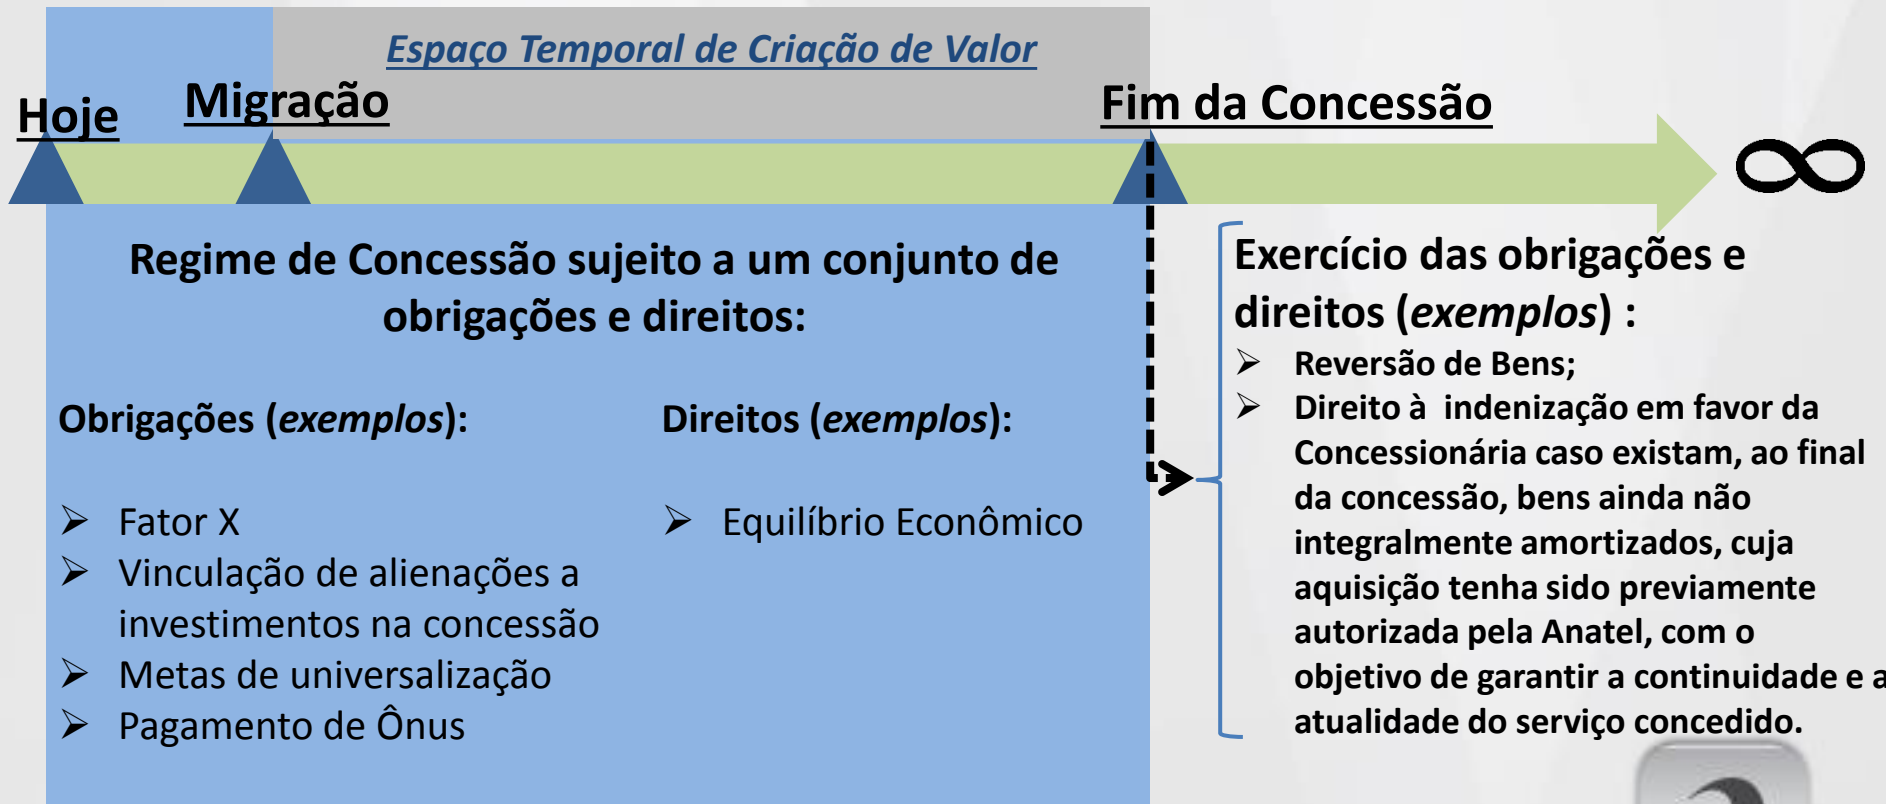 Espaço Temporal de Criação de Valor
Hoje
Migração
Fim da Concessão
∞
Regime de Concessão sujeito a um conjunto de
obrigações e direitos:
Obrigações (exemplos):
➢ Fator X
➢ Vinculação de alienações a
investimentos na concessão
➢ Metas de universalização
➢ Pagamento de Ônus
Direitos (exemplos):
➢ Equilíbrio Econômico
Exercício das obrigações e
direitos (exemplos) :
➢ Reversão de Bens;
➢ Direito à indenização em favor da
Concessionária caso existam, ao final
da concessão, bens ainda não
integralmente amortizados, cuja
aquisição tenha sido previamente
autorizada pela Anatel, com o
objetivo de garantir a continuidade e a
atualidade do serviço concedido.